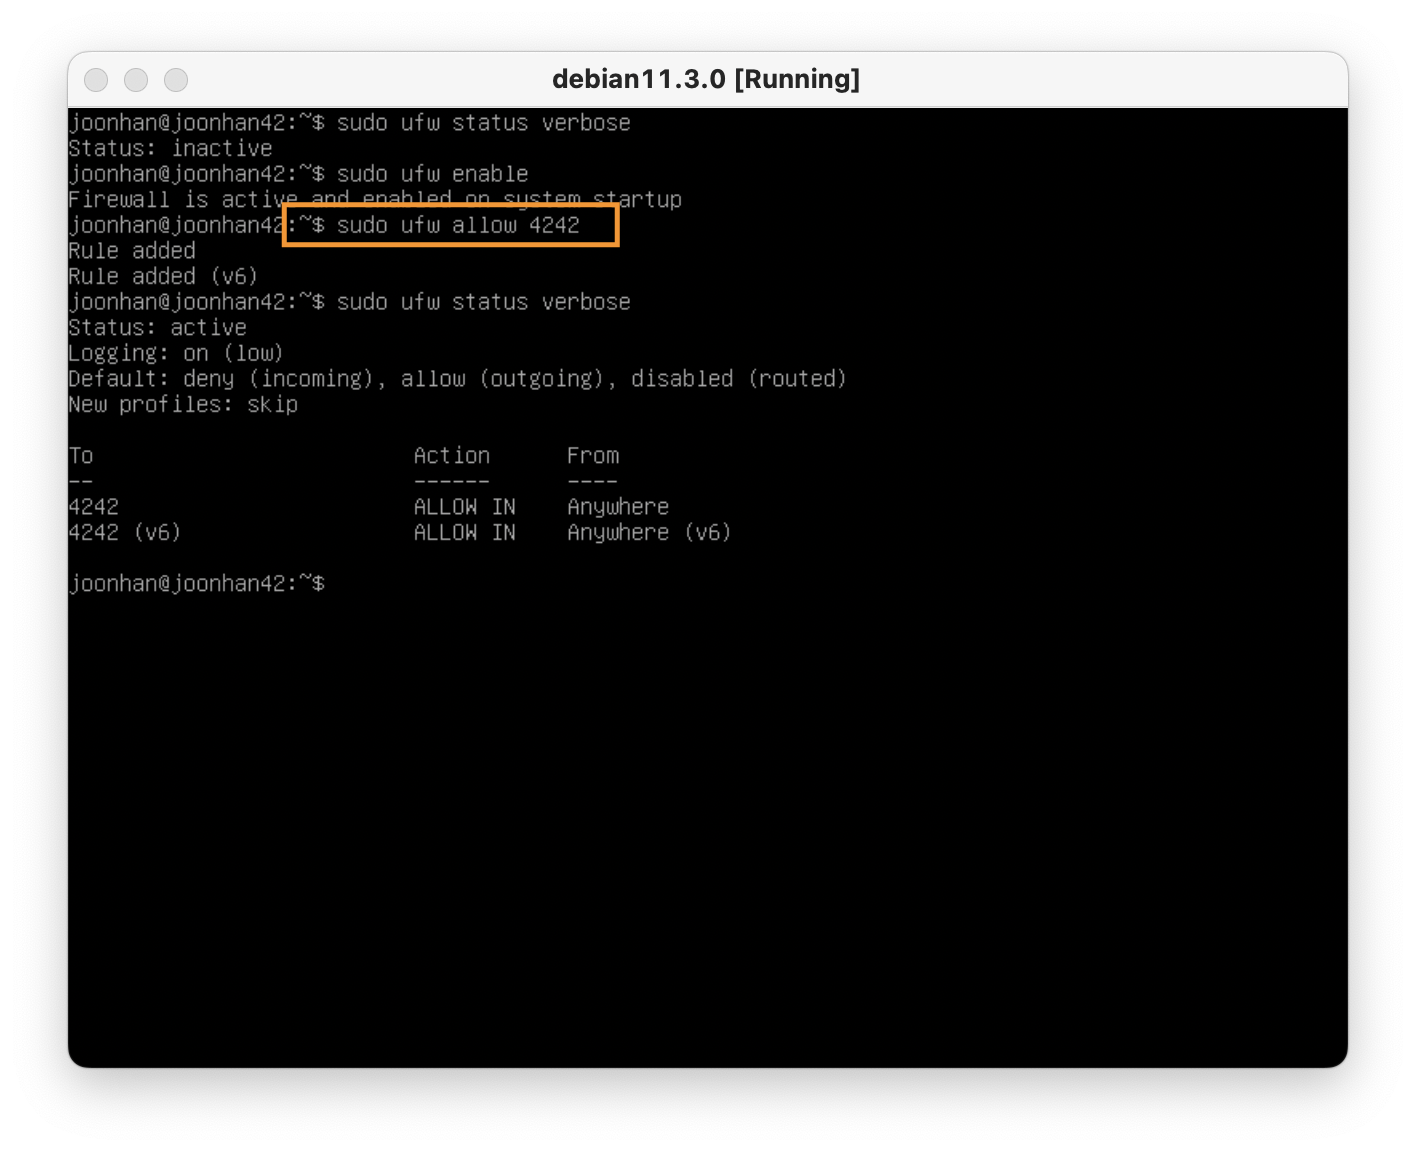 debian11.3.0 [Running]
joonhan@joonhan42:~$ sudo ufw status verbose
Status: inactive
joonhan@joonhan42:~$ sudo ufw enable
Firewall is active and enabled on system startup
joonhan@joonhan42:~$ sudo ufw allow 4242
Rule added
Rule added (v6)
joonhan@joonhan42:~$ sudo ufw status verbose
Status: active
Logging: on (low)
Default: deny (incoming), allow (outgoing), disabled (routed)
New profiles: skip
To                         Action      From
--                         ------      ----
4242                       ALLOW IN    Anywhere
4242 (v6)                  ALLOW IN    Anywhere (v6)
joonhan@joonhan42:~$